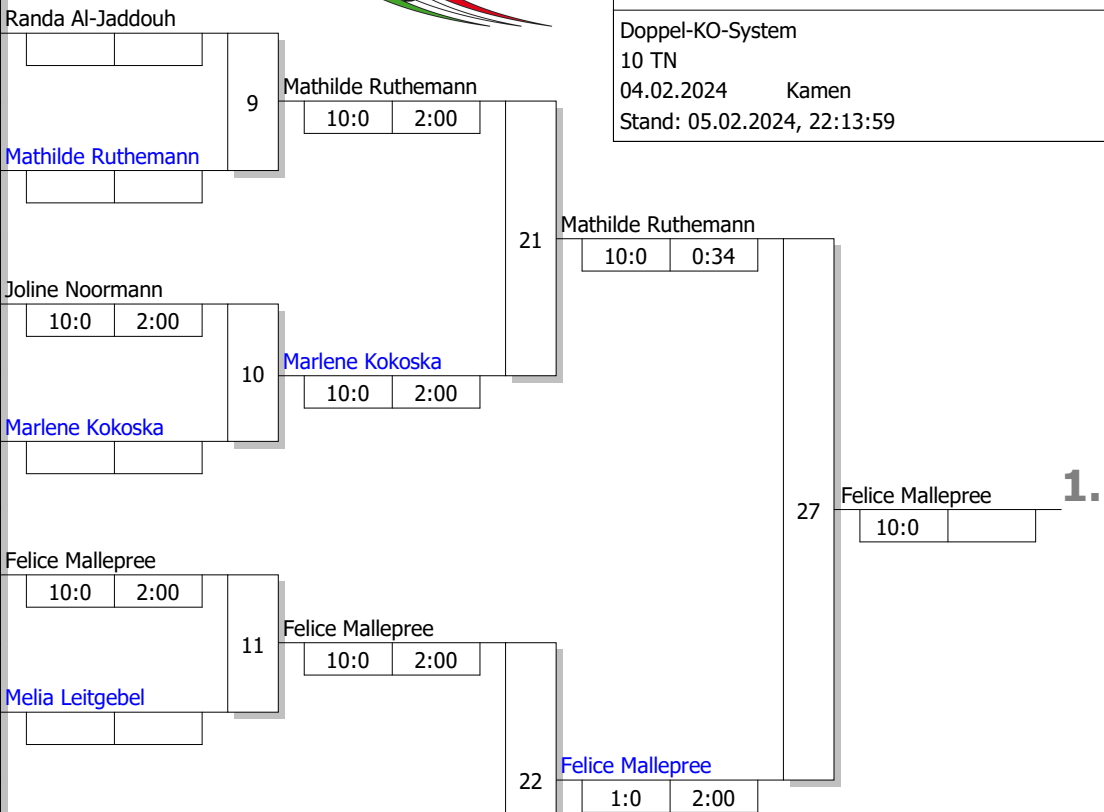 Randa Al-Jaddouh
Doppel-KO-System
10 TN
04.02.2024 Kamen
Stand: 05.02.2024, 22:13:59
9
Mathilde Ruthemann
10:0 2:00
Mathilde Ruthemann
21
Mathilde Ruthemann
10:0 0:34
Joline Noormann
10:0 2:00
10
Marlene Kokoska
10:0 2:00
Marlene Kokoska
27
Felice Mallepree
10:0
1.
Felice Mallepree
10:0 2:00
11
Felice Mallepree
10:0 2:00
Melia Leitgebel
22
Felice Mallepree
1:0 2:00